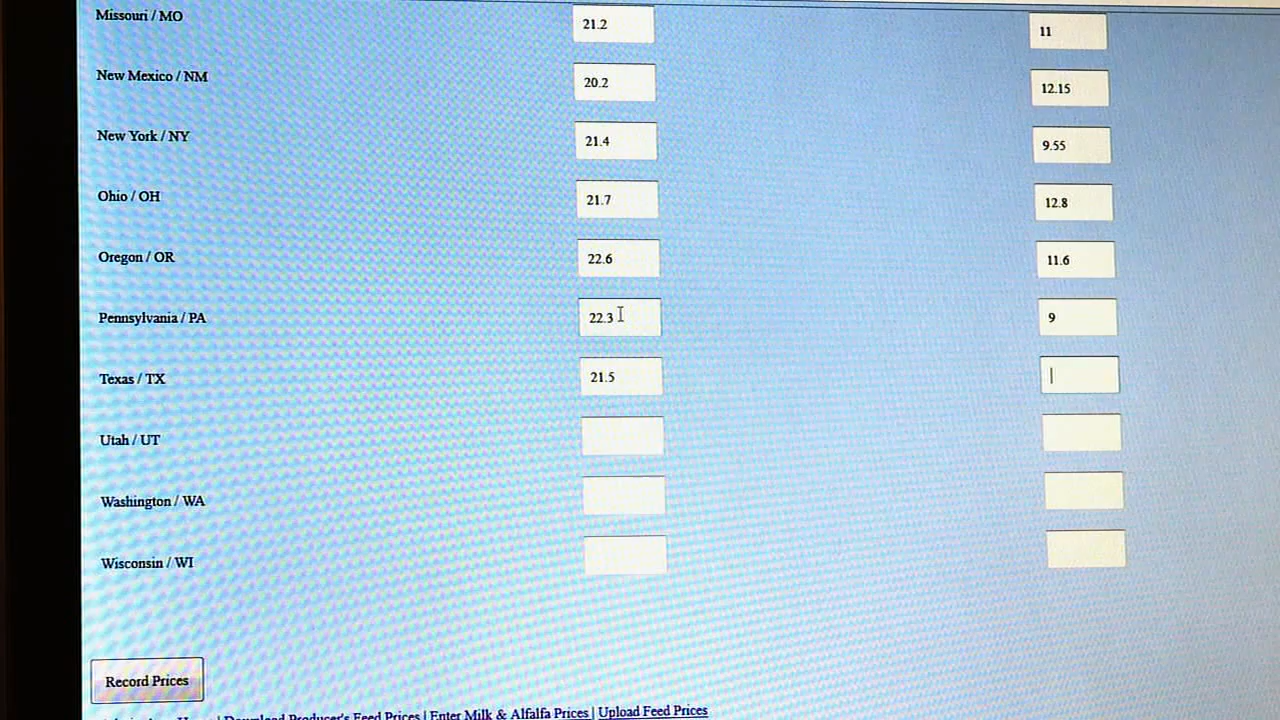 Missouri / MO 21.2 11
New Mexico / NM 20.2 12.15
New York / NY 21.4 9.55
Ohio / OH 21.7 12.8
Oregon / OR 22.6 11.6
Pennsylvania / PA 22.3 9
Texas / TX 21.5
Utah / UT
Washington / WA
Wisconsin / WI
Record Prices
| Download Producer's Feed Prices | Enter Milk & Alfalfa Prices | Upload Feed Prices